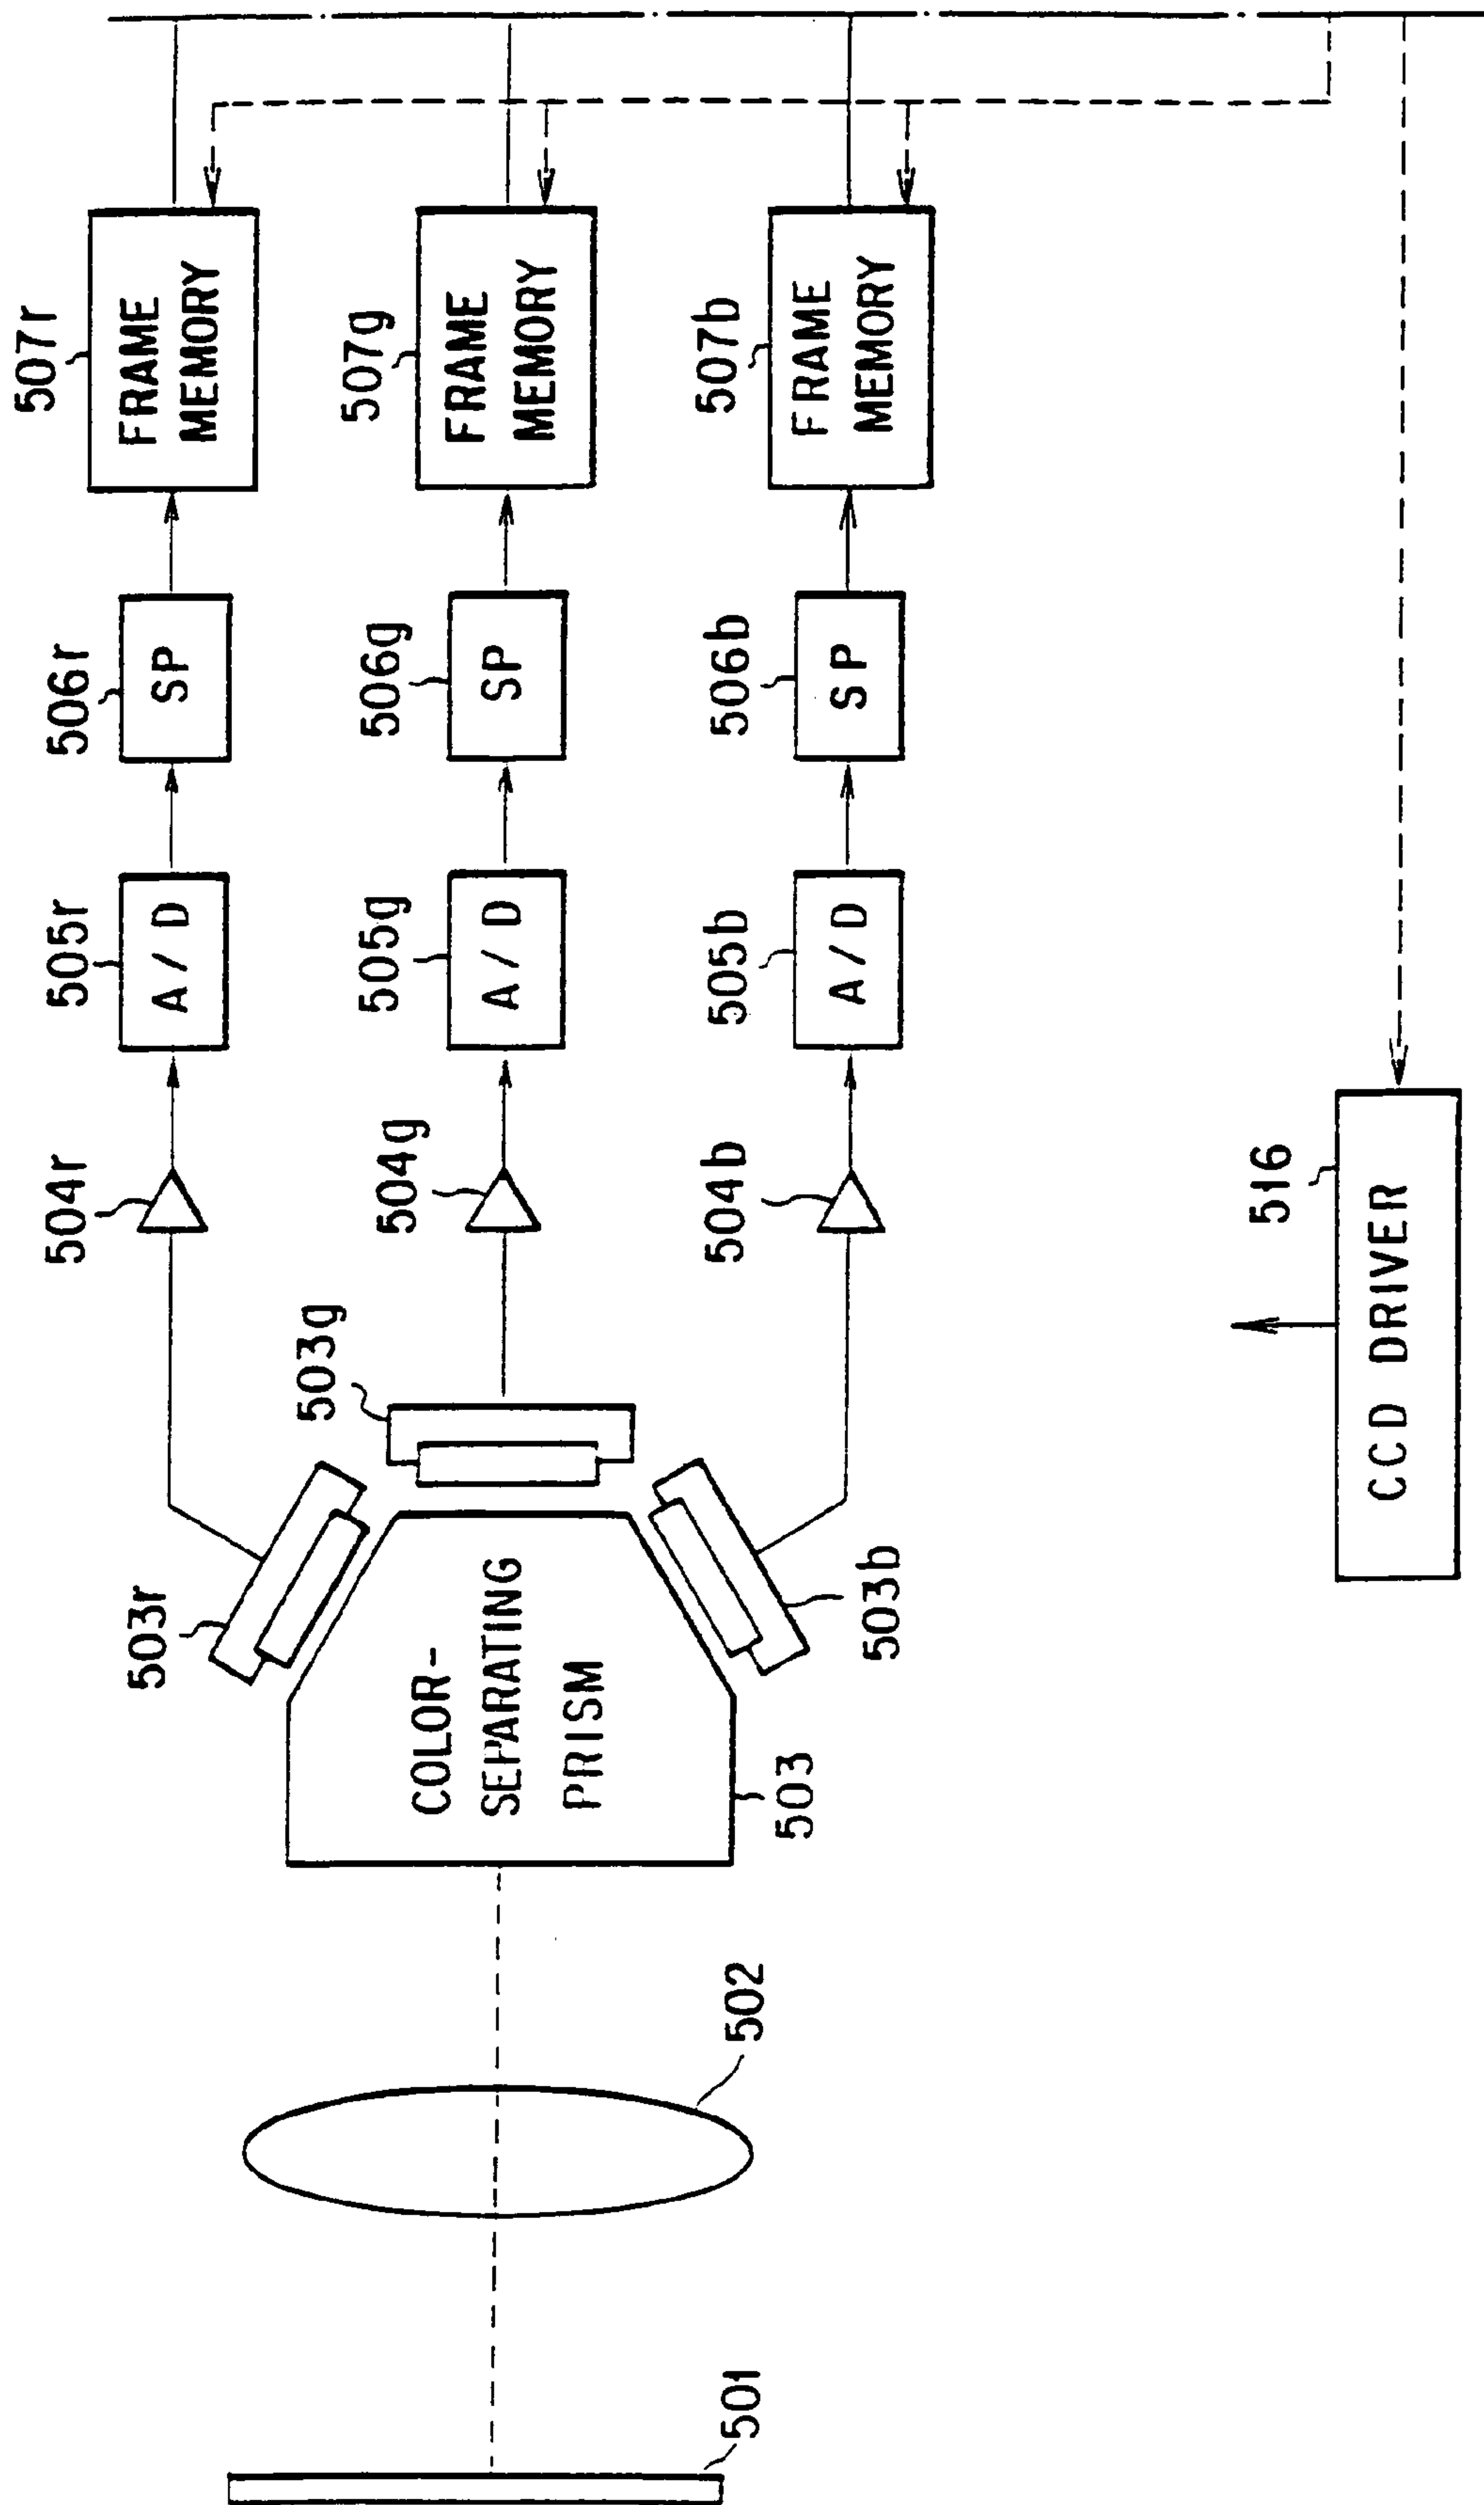 507r
FRAME
MEMORY
507g
FRAME
MEMORY
507b
FRAME
MEMORY
506r
SP
506g
SP
506b
SP
505r
A/D
505g
A/D
505b
A/D
504r
504g
504b
516
CCD DRIVER
503r
503g
503b
COLOR-
SEPARATING
PRISM
503
502
501